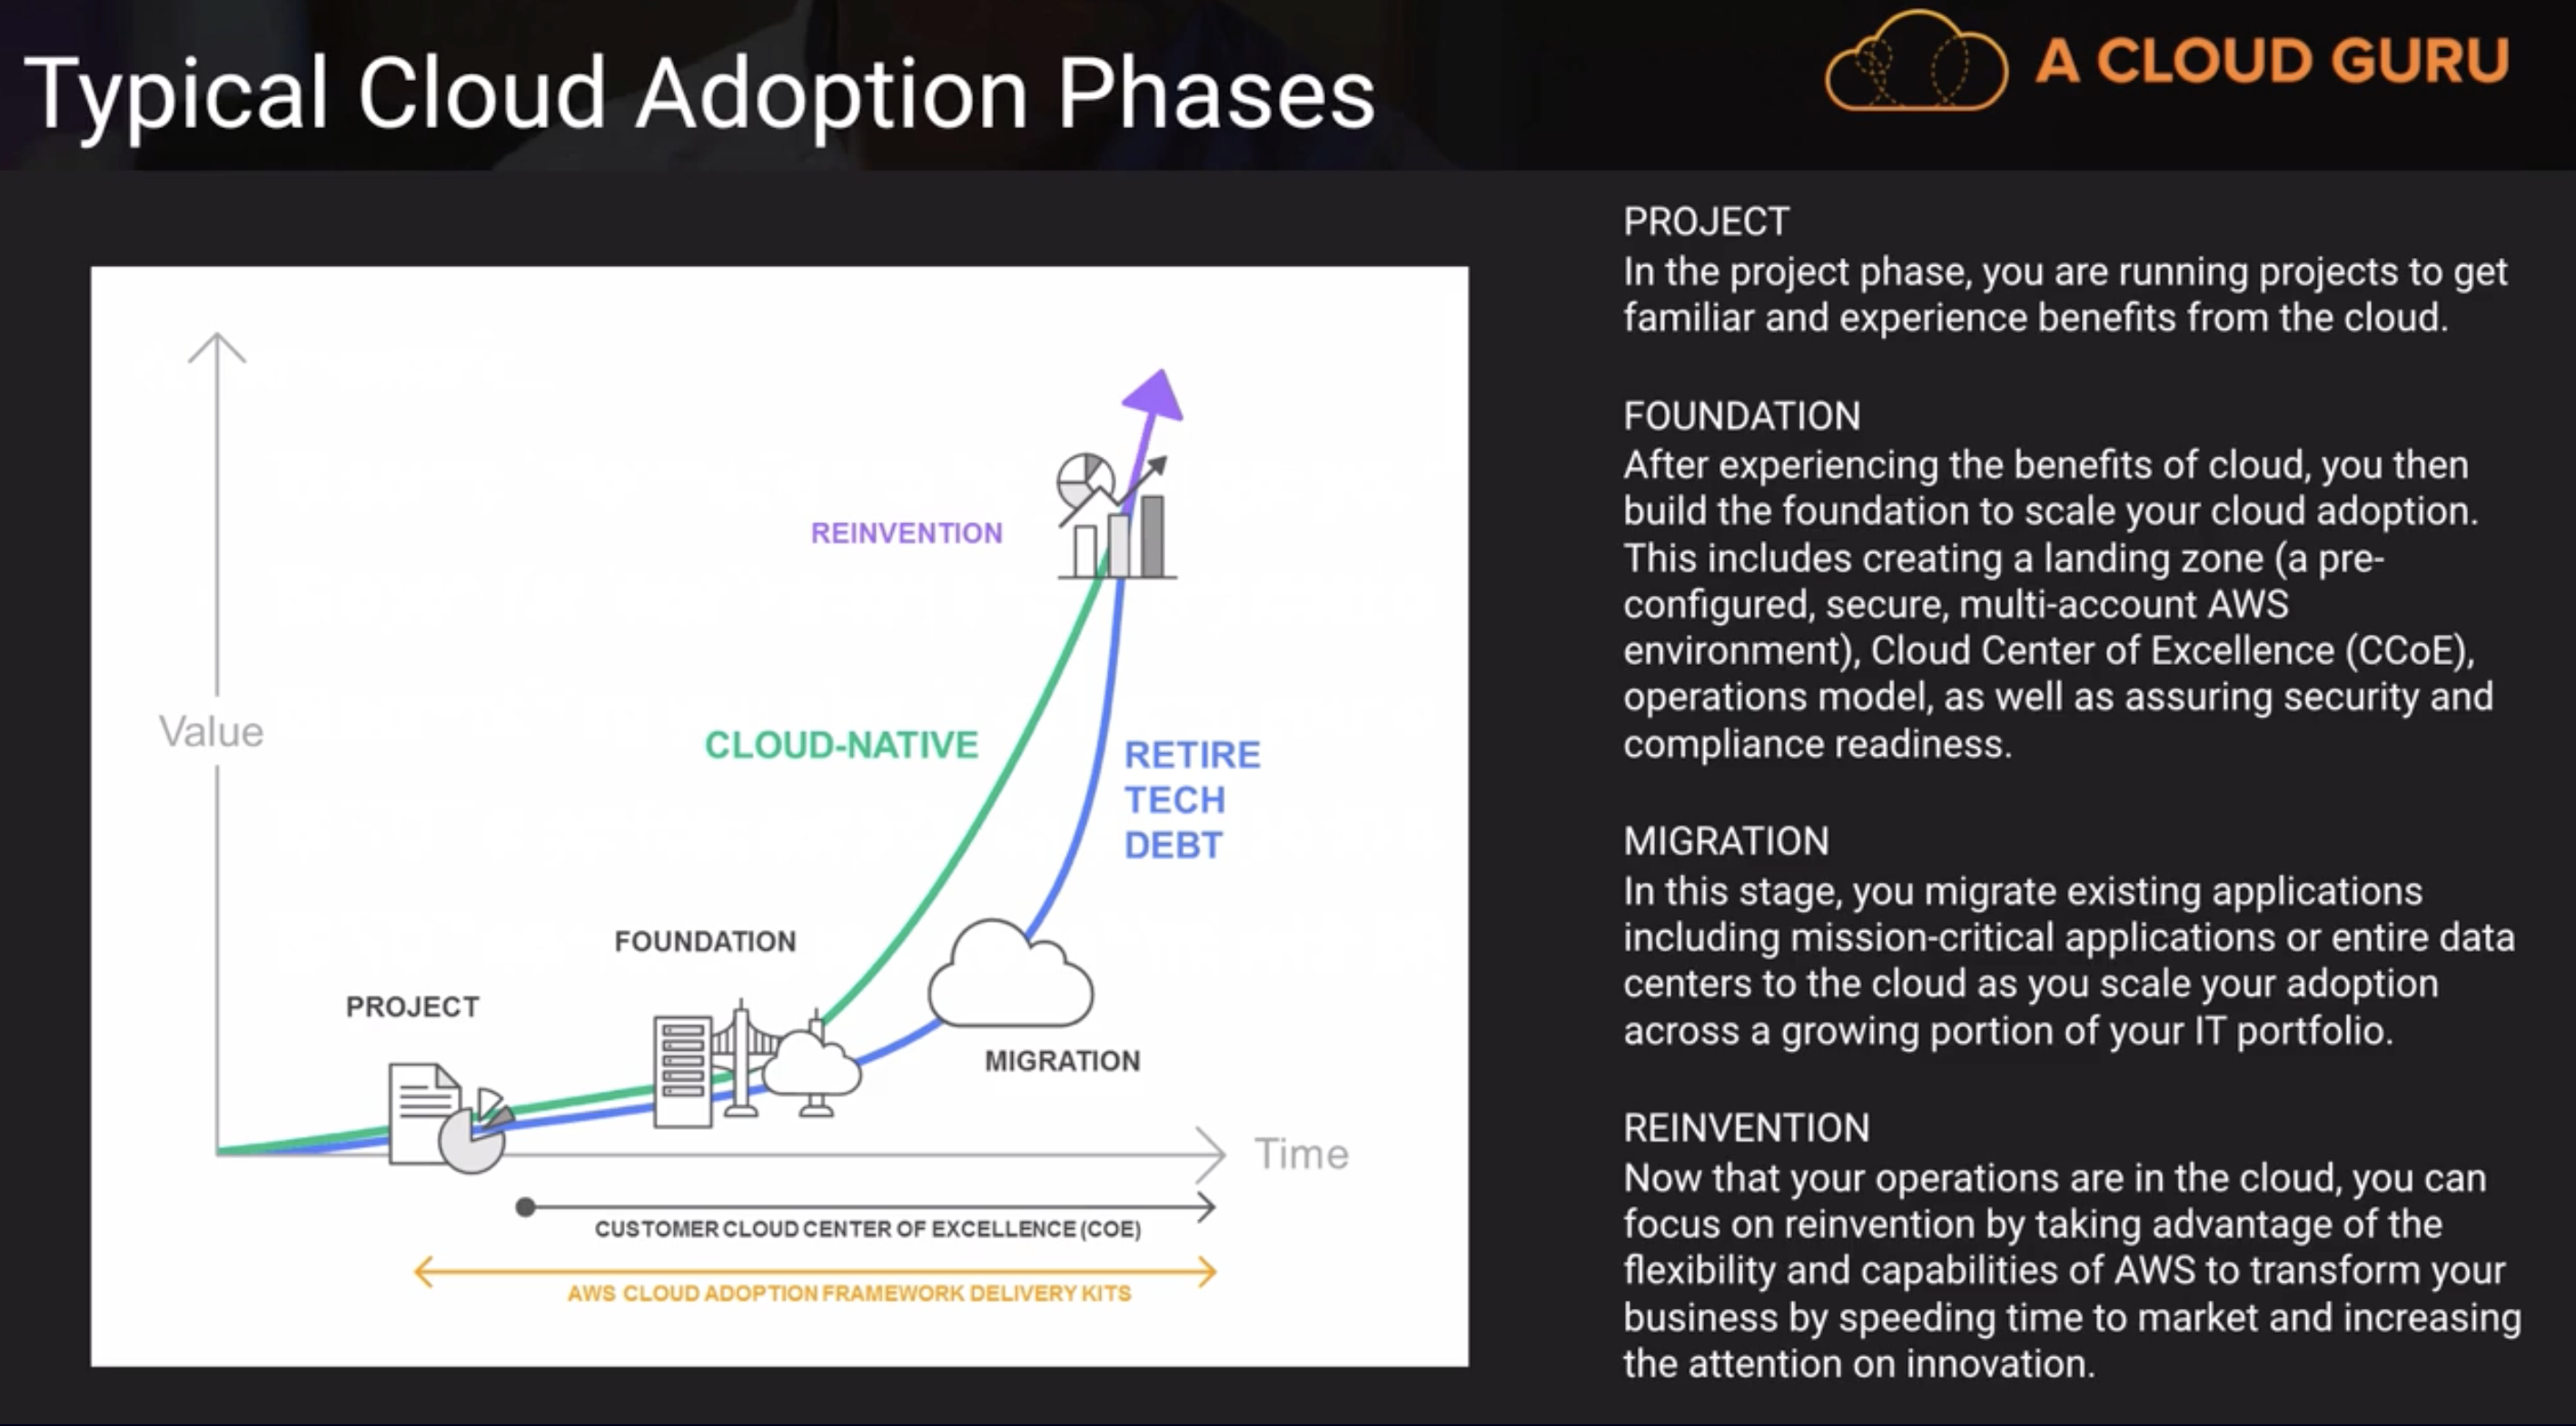 Typical Cloud Adoption Phases
A CLOUD GURU
Value
Time
PROJECT
FOUNDATION
MIGRATION
CLOUD-NATIVE
RETIRE
TECH
DEBT
REINVENTION
CUSTOMER CLOUD CENTER OF EXCELLENCE (COE)
AWS CLOUD ADOPTION FRAMEWORK DELIVERY KITS
PROJECT
In the project phase, you are running projects to get
familiar and experience benefits from the cloud.
FOUNDATION
After experiencing the benefits of cloud, you then
build the foundation to scale your cloud adoption.
This includes creating a landing zone (a pre-
configured, secure, multi-account AWS
environment), Cloud Center of Excellence (CCoE),
operations model, as well as assuring security and
compliance readiness.
MIGRATION
In this stage, you migrate existing applications
including mission-critical applications or entire data
centers to the cloud as you scale your adoption
across a growing portion of your IT portfolio.
REINVENTION
Now that your operations are in the cloud, you can
focus on reinvention by taking advantage of the
flexibility and capabilities of AWS to transform your
business by speeding time to market and increasing
the attention on innovation.